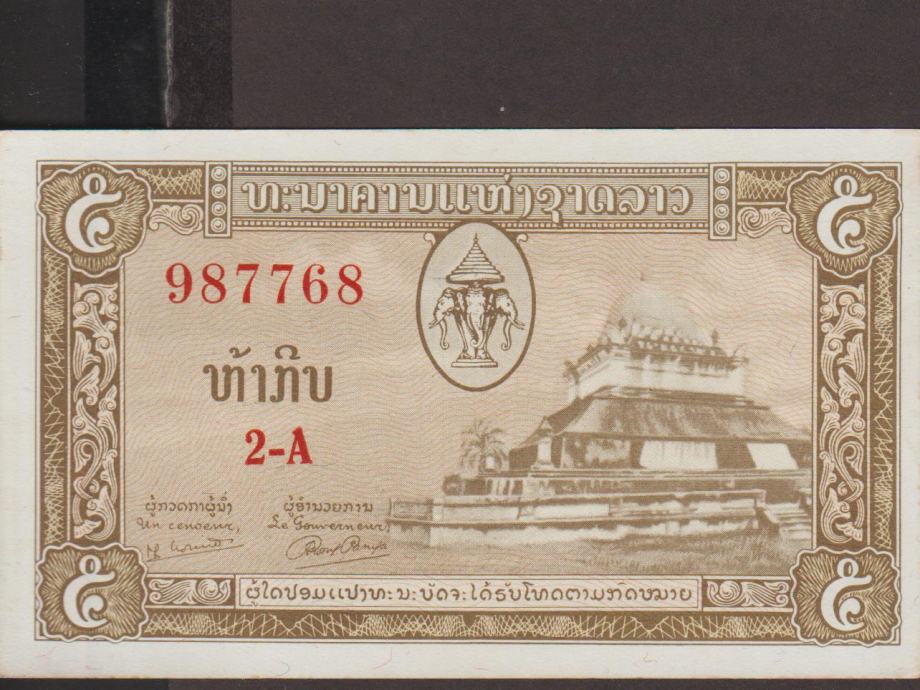 ໕ ທະນາຄານແຫ່ງຊາດລາວ ໕
987768
ຫ້າກີບ
2-A
ຜູ້ກວດກາຜູ້ນຶ່ງ ຜູ້ອຳນວຍການ
Un censeur, Le Gouverneur,
໕ ຜູ້ໃດປອມແປງທະນະບັດຈະໄດ້ຮັບໂທດຕາມກົດໝາຍ ໕